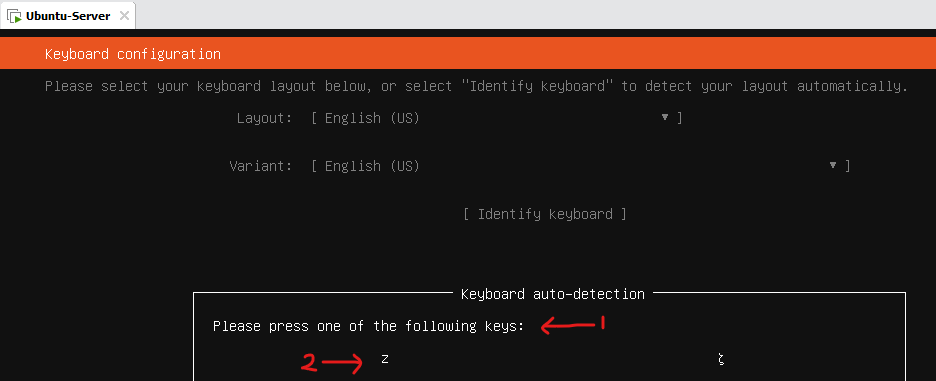 Ubuntu-Server
Keyboard configuration
Please select your keyboard layout below, or select "Identify keyboard" to detect your layout automatically.
Layout: [ English (US) ▾ ]
Variant: [ English (US) ▾ ]
[ Identify keyboard ]
Keyboard auto-detection
Please press one of the following keys: ← 1
2 → z ζ